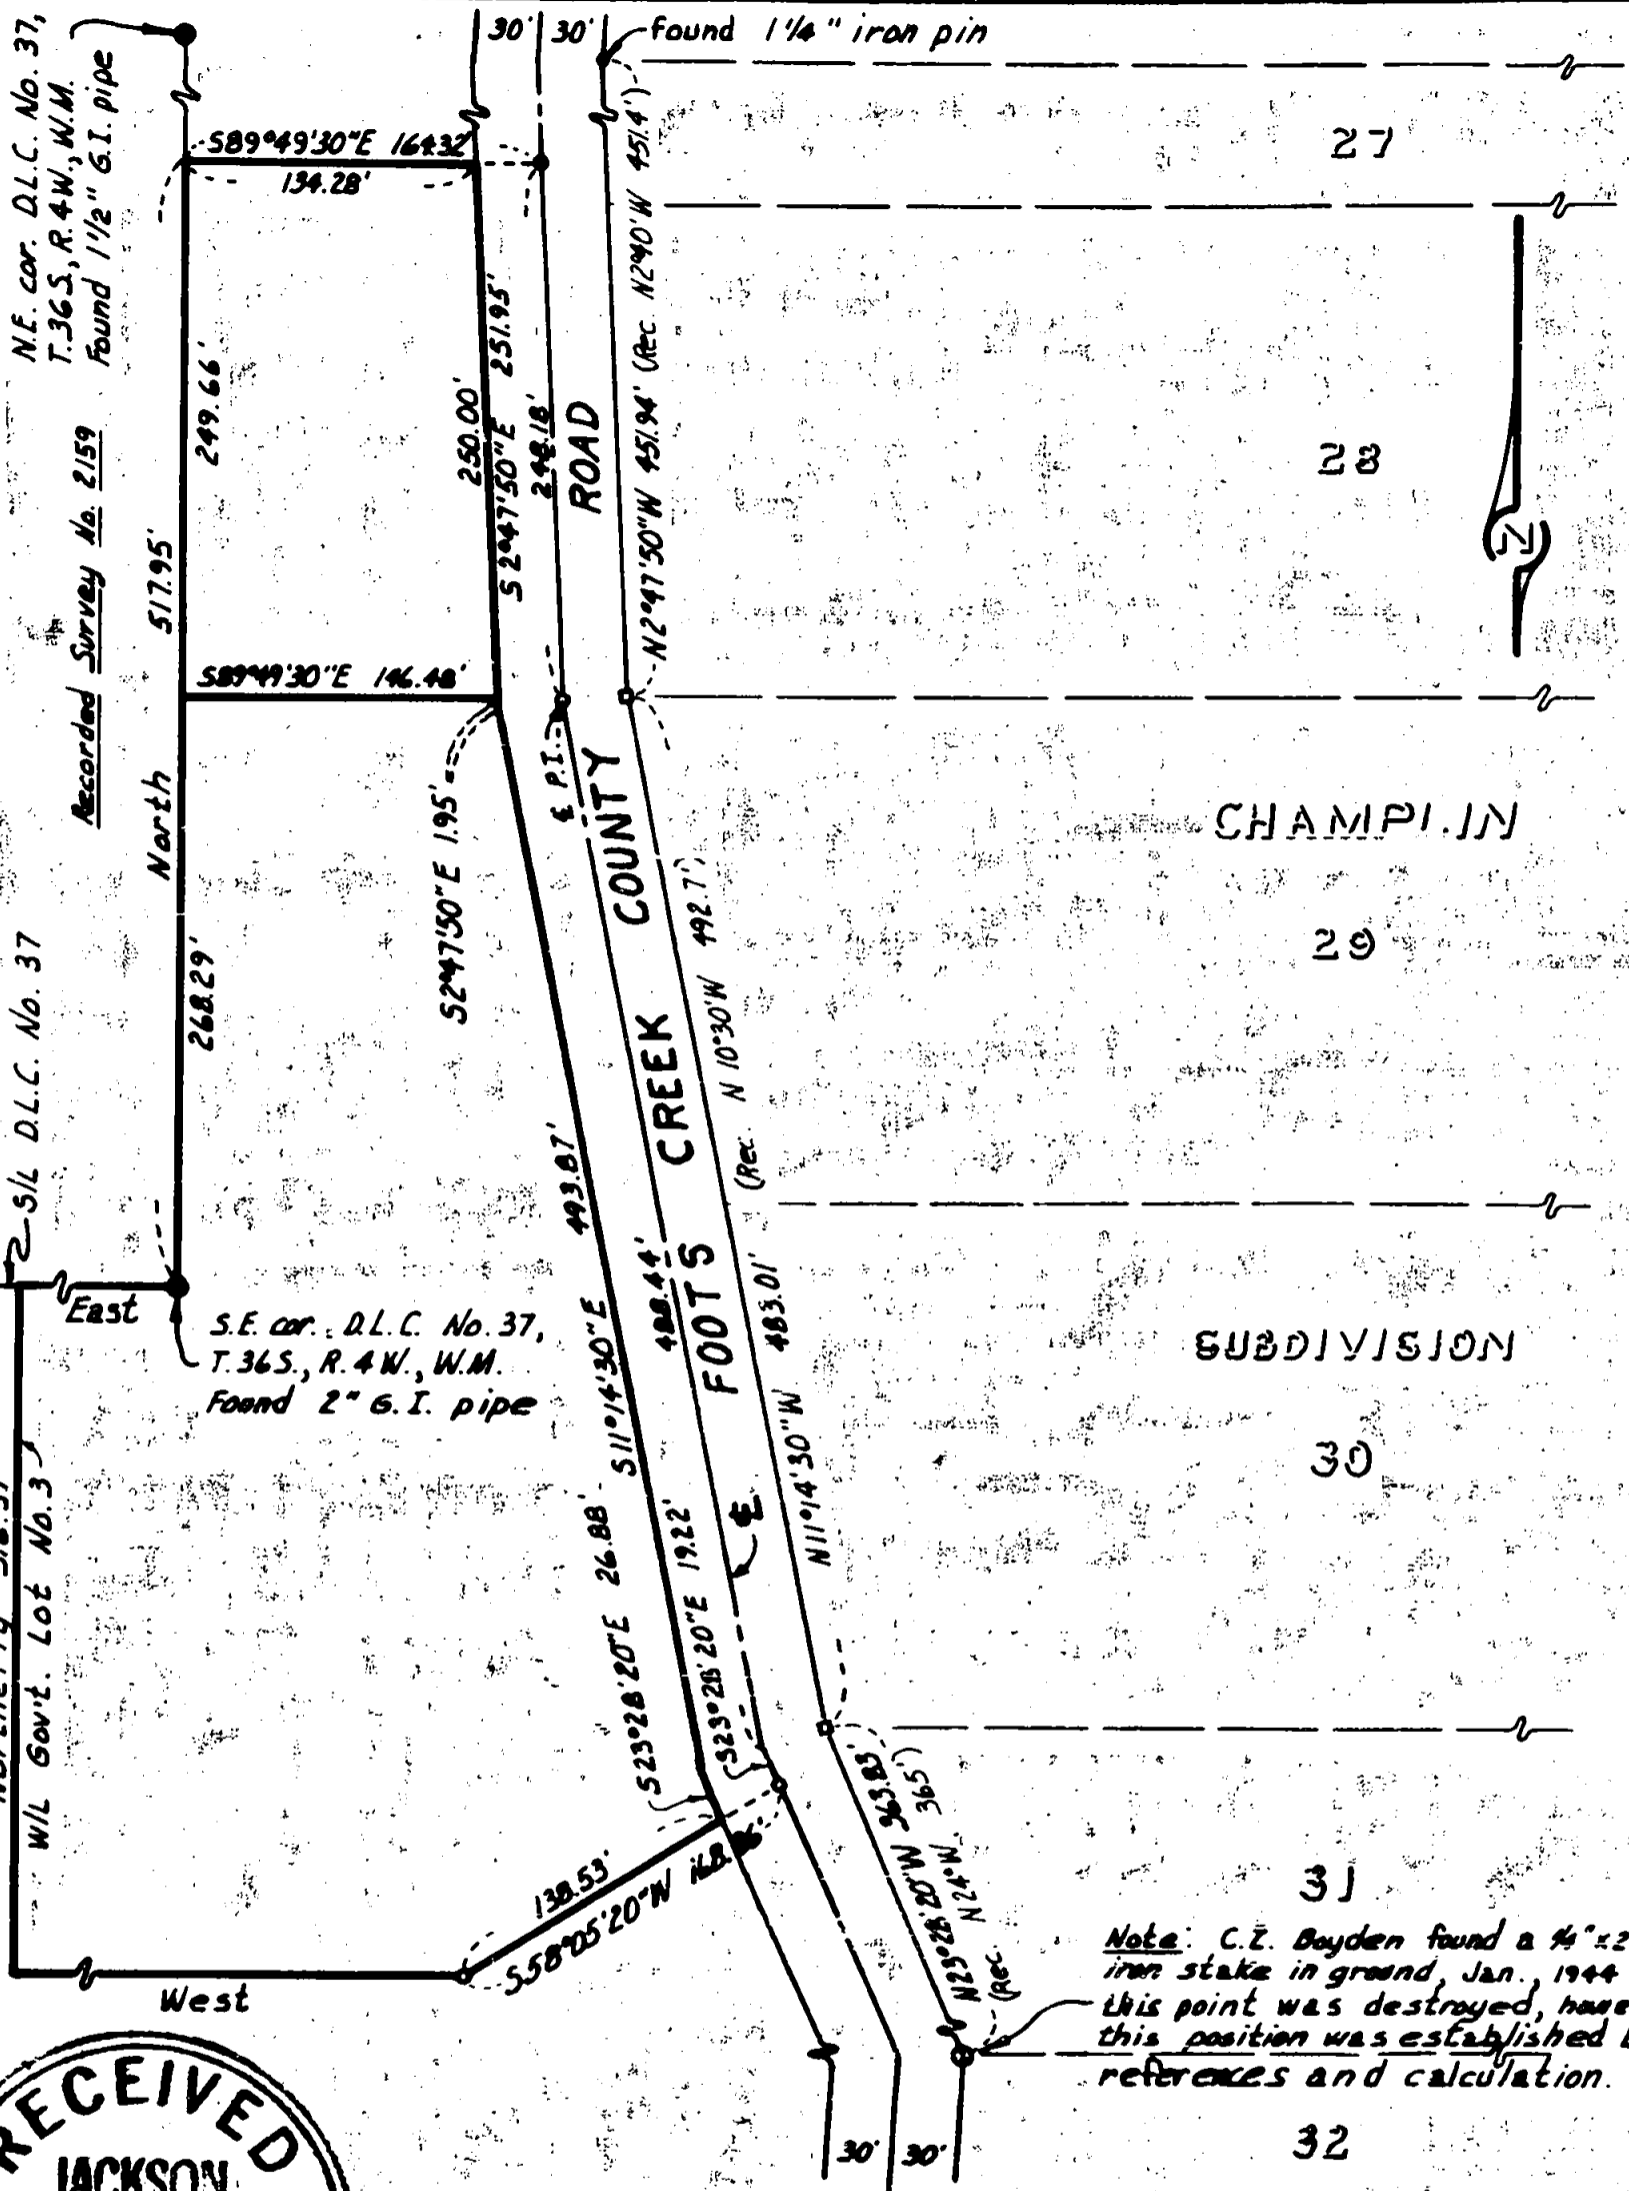 N.E. cor. D.L.C. No. 37,
T.36S., R.4W., W.M.
Found 1½" G.I. pipe
30' 30'
found 1¼" iron pin
S89°49'30"E 164.32'
134.28'
27
249.66'
250.00'
S2°47'50"E 251.95'
248.18'
ROAD
N2°47'50"W 451.94' (Rec. N2°40'W 451.4')
28
N
Recorded Survey No. 2159
North 517.95'
S89°49'30"E 146.48'
S2°47'50"E 1.95'
℄ P.I.
COUNTY
CHAMPLIN
29
S/L D.L.C. No. 37
268.29'
CREEK
(Rec. N 10°30'W 492.7')
East
S.E. cor. D.L.C. No. 37,
T.36S., R.4W., W.M.
Found 2" G.I. pipe
S11°14'30"E 493.87'
488.44'
FOOTS
N11°14'30"W 483.01'
SUBDIVISION
30
W/L Gov't. Lot No.3
S23°28'20"E 26.88'
S23°28'20"E 19.22'
℄
138.53'
S58°05'20"W
N23°28'20"W 363.83'
(Rec. N24°W 365')
31
West
Note: C.I. Boyden found a
iron stake in ground, Jan., 1944
this point was destroyed,
this position was established
references and calculation.
30' 30'
32
RECEIVED
JACKSON